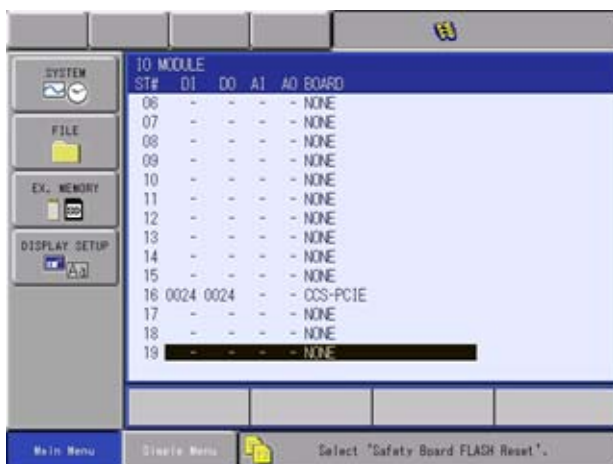 SYSTEM
FILE
EX. MEMORY
DISPLAY SETUP
IO MODULE
ST# DI DO AI AO BOARD
06 - - - - NONE
07 - - - - NONE
08 - - - - NONE
09 - - - - NONE
10 - - - - NONE
11 - - - - NONE
12 - - - - NONE
13 - - - - NONE
14 - - - - NONE
15 - - - - NONE
16 0024 0024 - - CCS-PCIE
17 - - - - NONE
18 - - - - NONE
19 - - - - NONE
Main Menu
Simple Menu
Select "Safety Board FLASH Reset".